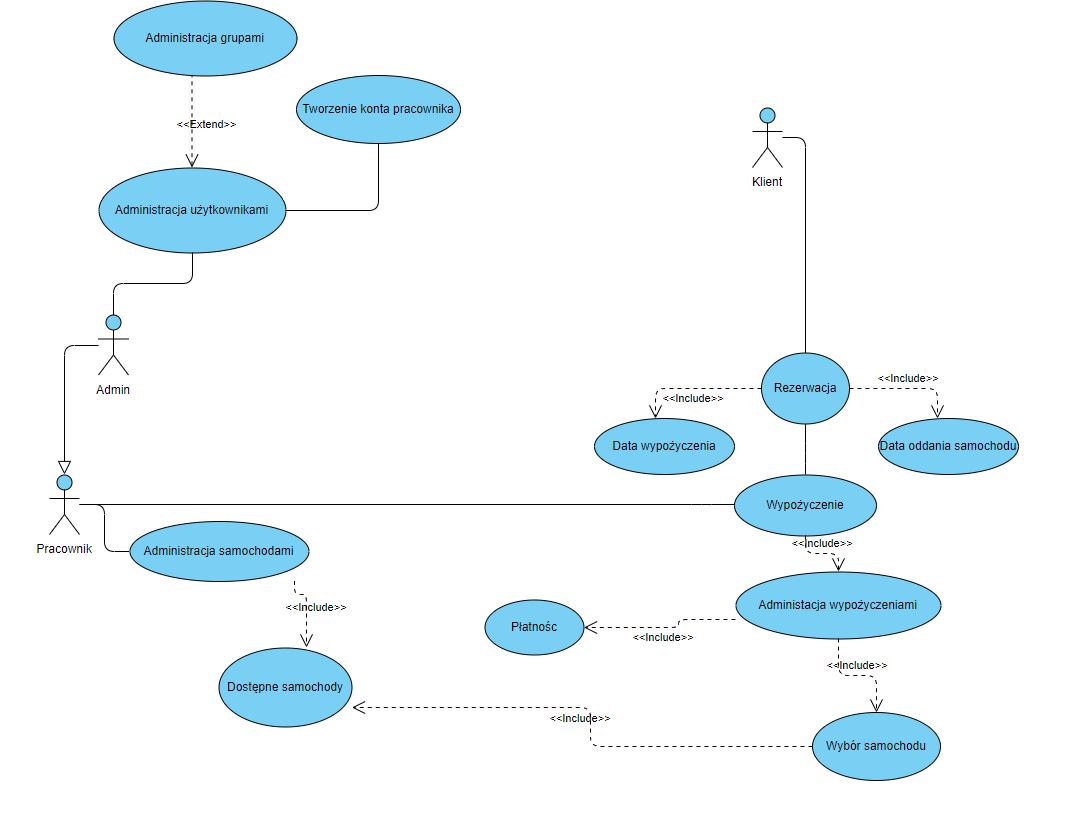 Administracja grupami
Tworzenie konta pracownika
<<Extend>>
Klient
Administracja użytkownikami
Admin
<<Include>>
Rezerwacja
<<Include>>
Data wypożyczenia
Data oddania samochodu
Wypożyczenie
Pracownik
Administracja samochodami
<<Include>>
<<Include>>
Administacja wypożyczeniami
Płatnośc
<<Include>>
<<Include>>
Dostępne samochody
<<Include>>
Wybór samochodu